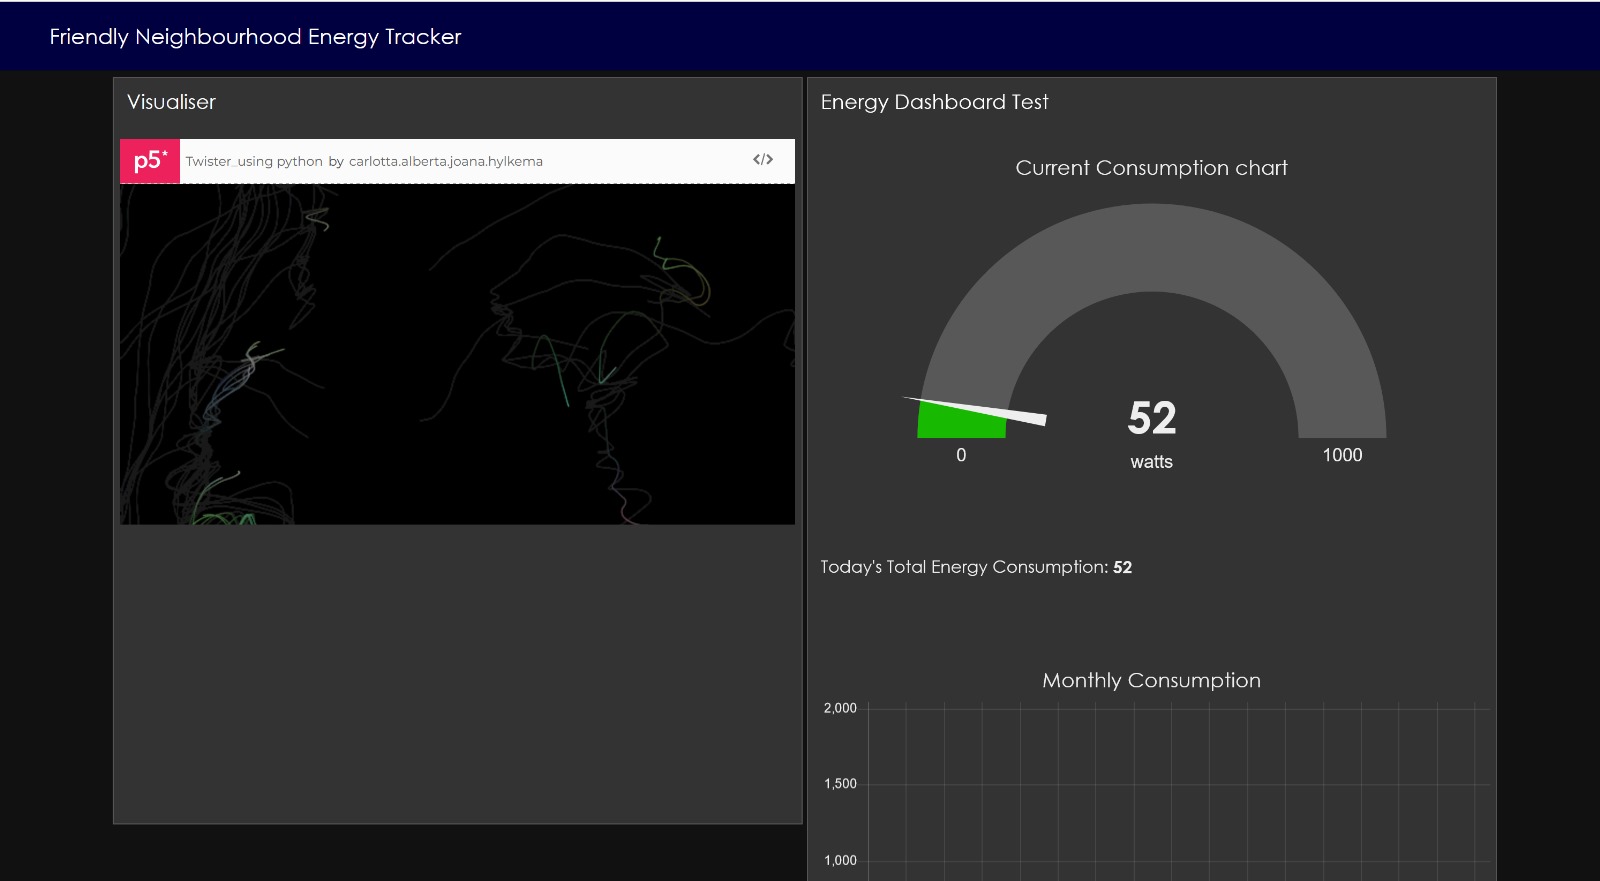 Friendly Neighbourhood Energy Tracker
Visualiser
p5* Twister_using python by carlotta.alberta.joana.hylkema </>
Energy Dashboard Test
Current Consumption chart
52
watts
0
1000
Today's Total Energy Consumption: 52
Monthly Consumption
2,000
1,500
1,000